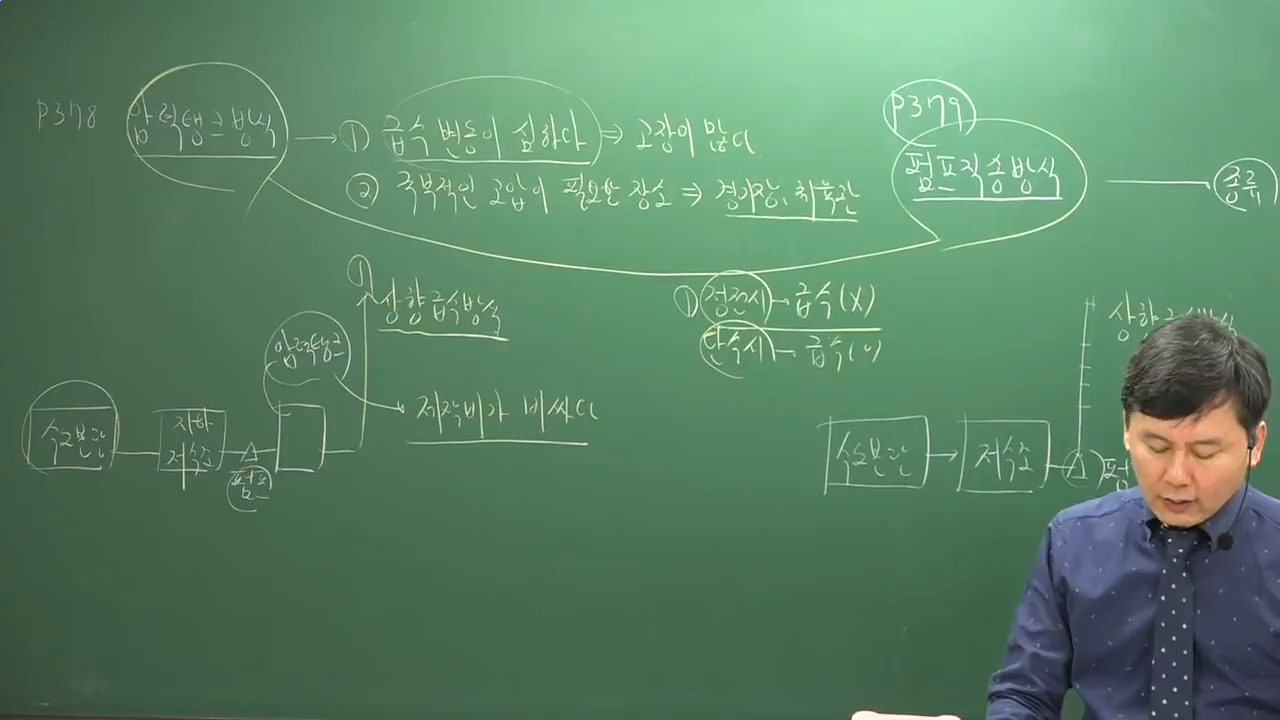 P378 압력탱크방식 → ① 급수 변동이 심하다 ⇒ 고장이 많다
② 국부적인 고압이 필요한 장소 ⇒ 경기장, 체육관
① 상향급수방식
압력탱크
저작비가 비싸다
수도본관
지하
저수조
펌프
P379
펌프직송방식
종류
① 정전시 → 급수(X)
단수시 → 급수(O)
상향
수도본관 → 저수조